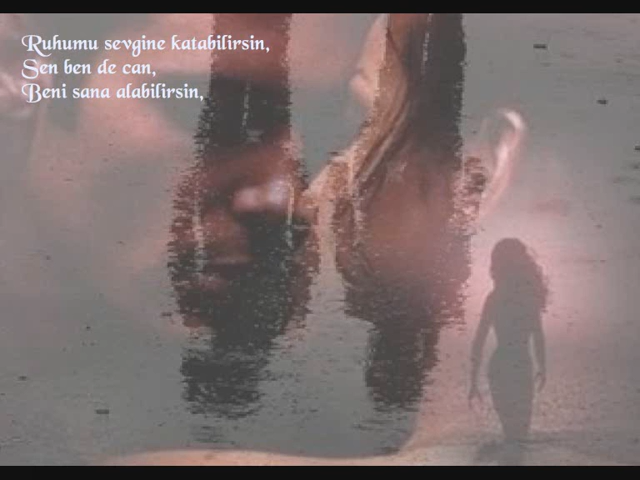 Ruhumu sevgine katabilirsin,
Sen ben de can,
Beni sana alabilirsin,